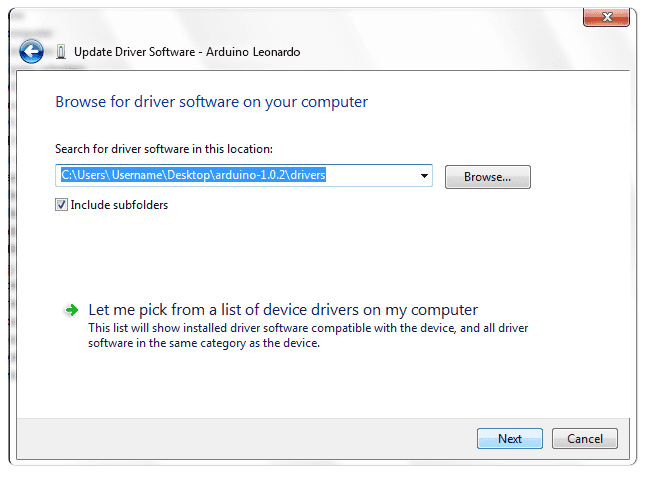 Update Driver Software - Arduino Leonardo
Browse for driver software on your computer
Search for driver software in this location:
C:\Users\ Username\Desktop\arduino-1.0.2\drivers
Browse...
Include subfolders
Let me pick from a list of device drivers on my computer
This list will show installed driver software compatible with the device, and all driver
software in the same category as the device.
Next
Cancel